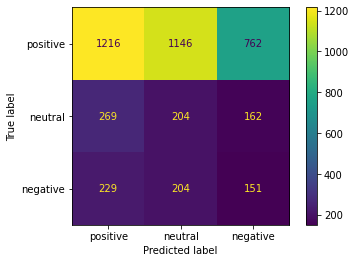 positive 1216 1146 762
neutral 269 204 162
negative 229 204 151
positive neutral negative
Predicted label
True label
1200
1000
800
600
400
200